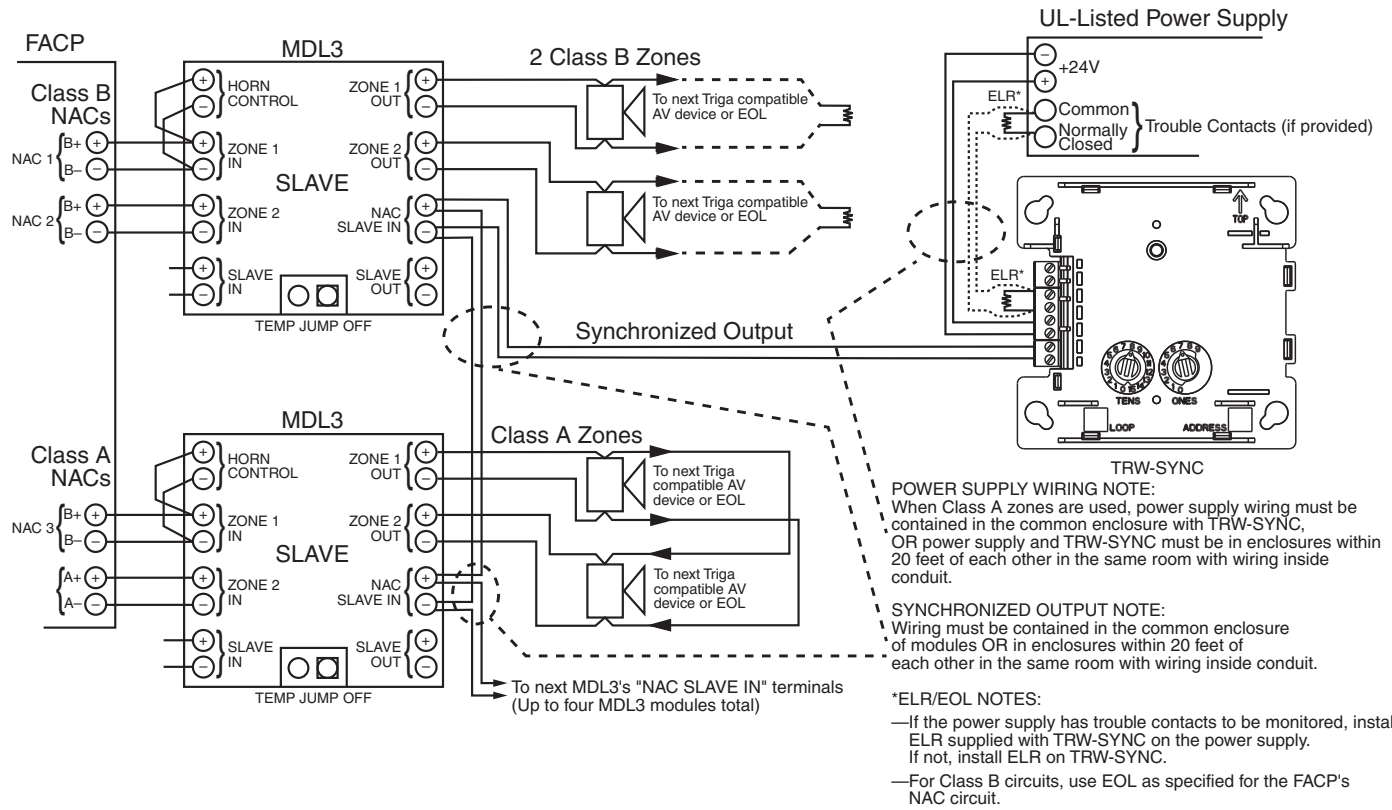 FACP
Class B
NACs
NAC 1
B+
B–
NAC 2
B+
B–
MDL3
HORN
CONTROL
ZONE 1
IN
ZONE 2
IN
SLAVE
IN
SLAVE
ZONE 1
OUT
ZONE 2
OUT
NAC
SLAVE IN
SLAVE
OUT
TEMP JUMP OFF
2 Class B Zones
To next Triga compatible
AV device or EOL
To next Triga compatible
AV device or EOL
Synchronized Output
UL-Listed Power Supply
+24V
ELR*
Common
Normally
Closed
Trouble Contacts (if provided)
TOP
ELR*
6 7 8 9
TENS
ONES
LOOP
ADDRESS
TRW-SYNC
Class A
NACs
NAC 3
B+
B–
A+
A–
MDL3
HORN
CONTROL
ZONE 1
IN
ZONE 2
IN
SLAVE
IN
SLAVE
ZONE 1
OUT
ZONE 2
OUT
NAC
SLAVE IN
SLAVE
OUT
TEMP JUMP OFF
Class A Zones
To next Triga
compatible AV
device or EOL
To next Triga
compatible AV
device or EOL
To next MDL3's "NAC SLAVE IN" terminals
(Up to four MDL3 modules total)
POWER SUPPLY WIRING NOTE:
When Class A zones are used, power supply wiring must be
contained in the common enclosure with TRW-SYNC,
OR power supply and TRW-SYNC must be in enclosures within
20 feet of each other in the same room with wiring inside
conduit.
SYNCHRONIZED OUTPUT NOTE:
Wiring must be contained in the common enclosure
of modules OR in enclosures within 20 feet of
each other in the same room with wiring inside conduit.
*ELR/EOL NOTES:
—If the power supply has trouble contacts to be monitored, instal
ELR supplied with TRW-SYNC on the power supply.
If not, install ELR on TRW-SYNC.
—For Class B circuits, use EOL as specified for the FACP's
NAC circuit.